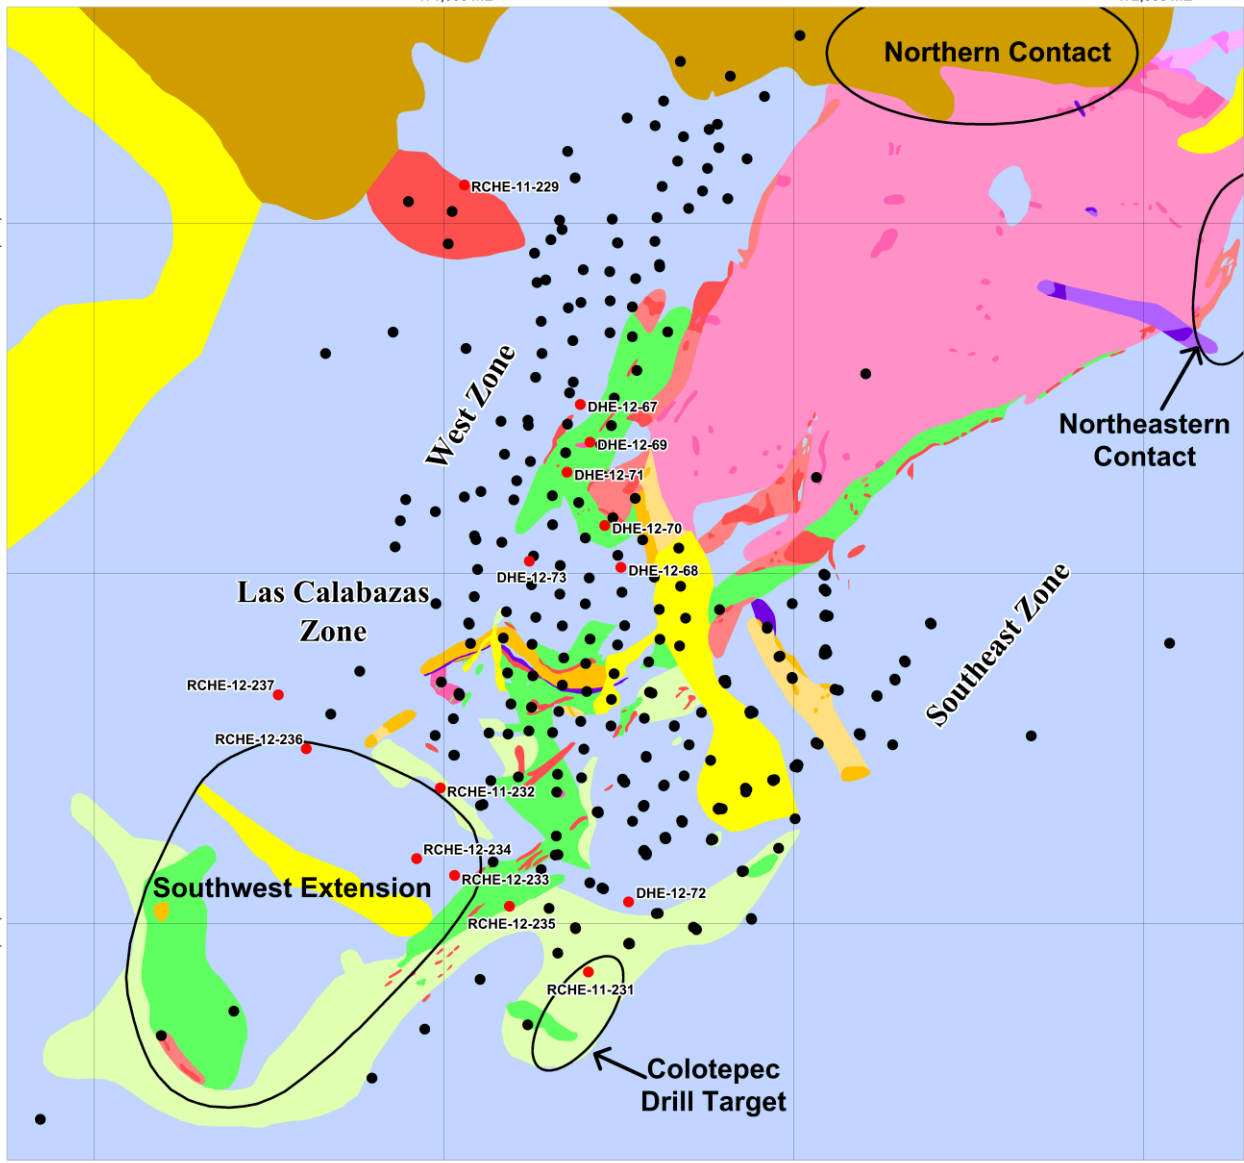 Northern Contact
RCHE-11-229
West Zone
Northeastern
Contact
DHE-12-67
DHE-12-69
DHE-12-71
DHE-12-70
DHE-12-73
DHE-12-68
Las Calabazas
Zone
Southeast Zone
RCHE-12-237
RCHE-12-236
RCHE-11-232
RCHE-12-234
RCHE-12-233
Southwest Extension
DHE-12-72
RCHE-12-235
RCHE-11-231
Colotepec
Drill Target